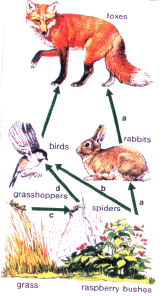 foxes
a
birds
rabbits
grasshoppers
d
b
spiders
c
a
grass
raspberry bushes